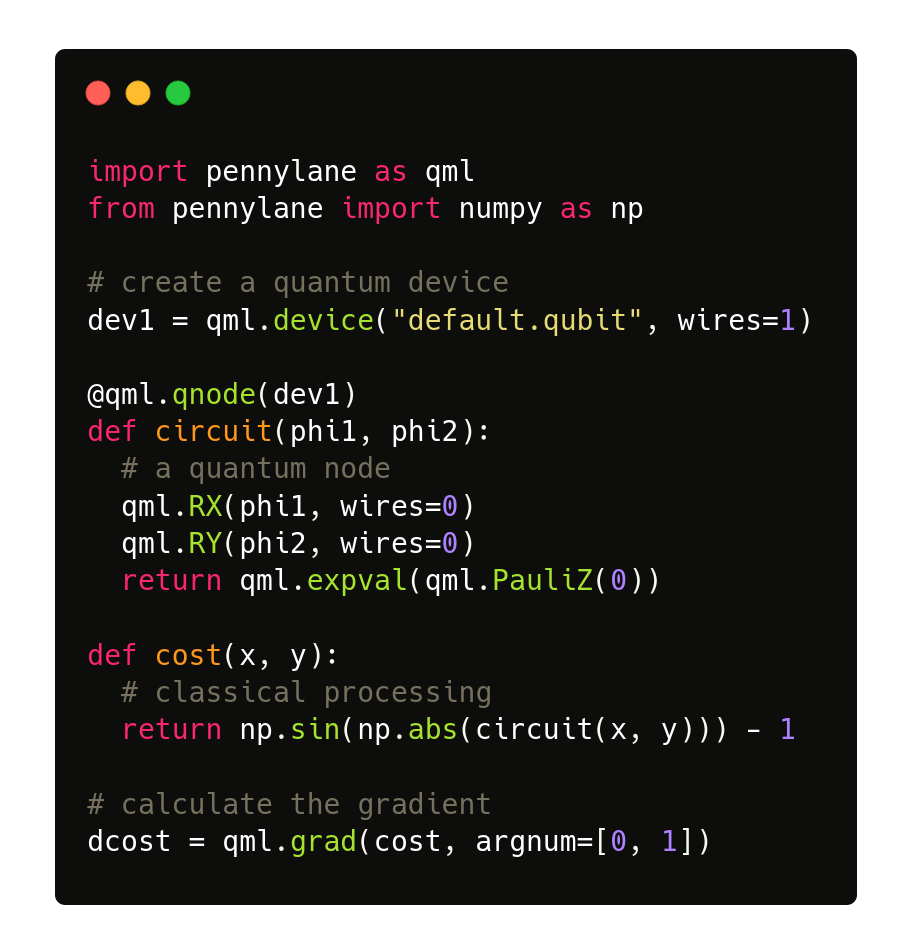 import pennylane as qml
from pennylane import numpy as np

# create a quantum device
dev1 = qml.device("default.qubit", wires=1)

@qml.qnode(dev1)
def circuit(phi1, phi2):
  # a quantum node
  qml.RX(phi1, wires=0)
  qml.RY(phi2, wires=0)
  return qml.expval(qml.PauliZ(0))

def cost(x, y):
  # classical processing
  return np.sin(np.abs(circuit(x, y))) - 1

# calculate the gradient
dcost = qml.grad(cost, argnum=[0, 1])